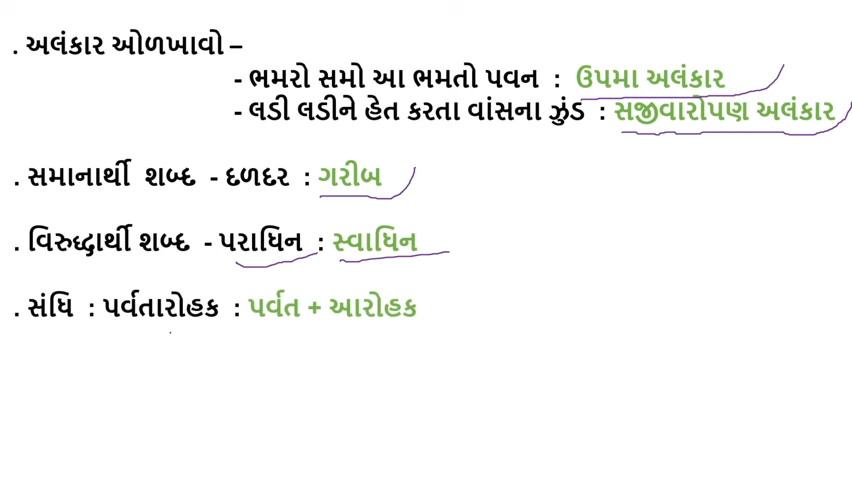 . અલંકાર ઓળખાવો –
- ભમરો સમો આ ભમતો પવન : ઉપમા અલંકાર
- લડી લડીને હેત કરતા વાંસના ઝુંડ : સજીવારોપણ અલંકાર
. સમાનાર્થી શબ્દ - દળદર : ગરીબ
. વિરુદ્ધાર્થી શબ્દ - પરાધિન : સ્વાધિન
. સંધિ : પર્વતારોહક : પર્વત + આરોહક